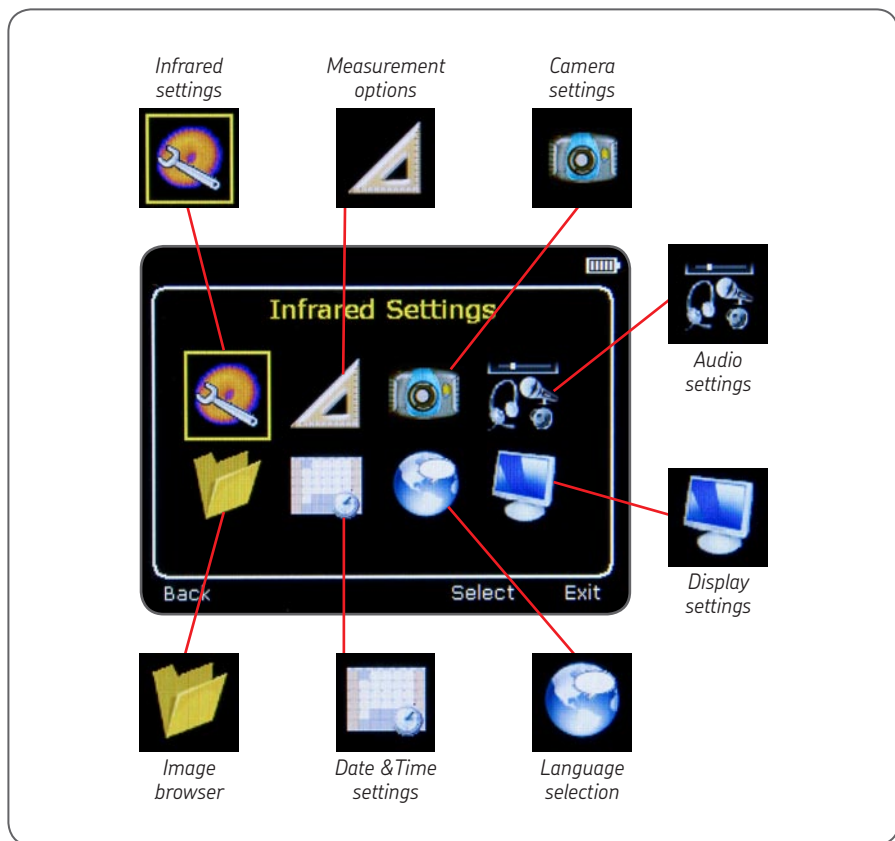 Infrared
settings
Measurement
options
Camera
settings
Infrared Settings
Audio
settings
Back
Select
Exit
Display
settings
Image
browser
Date &Time
settings
Language
selection